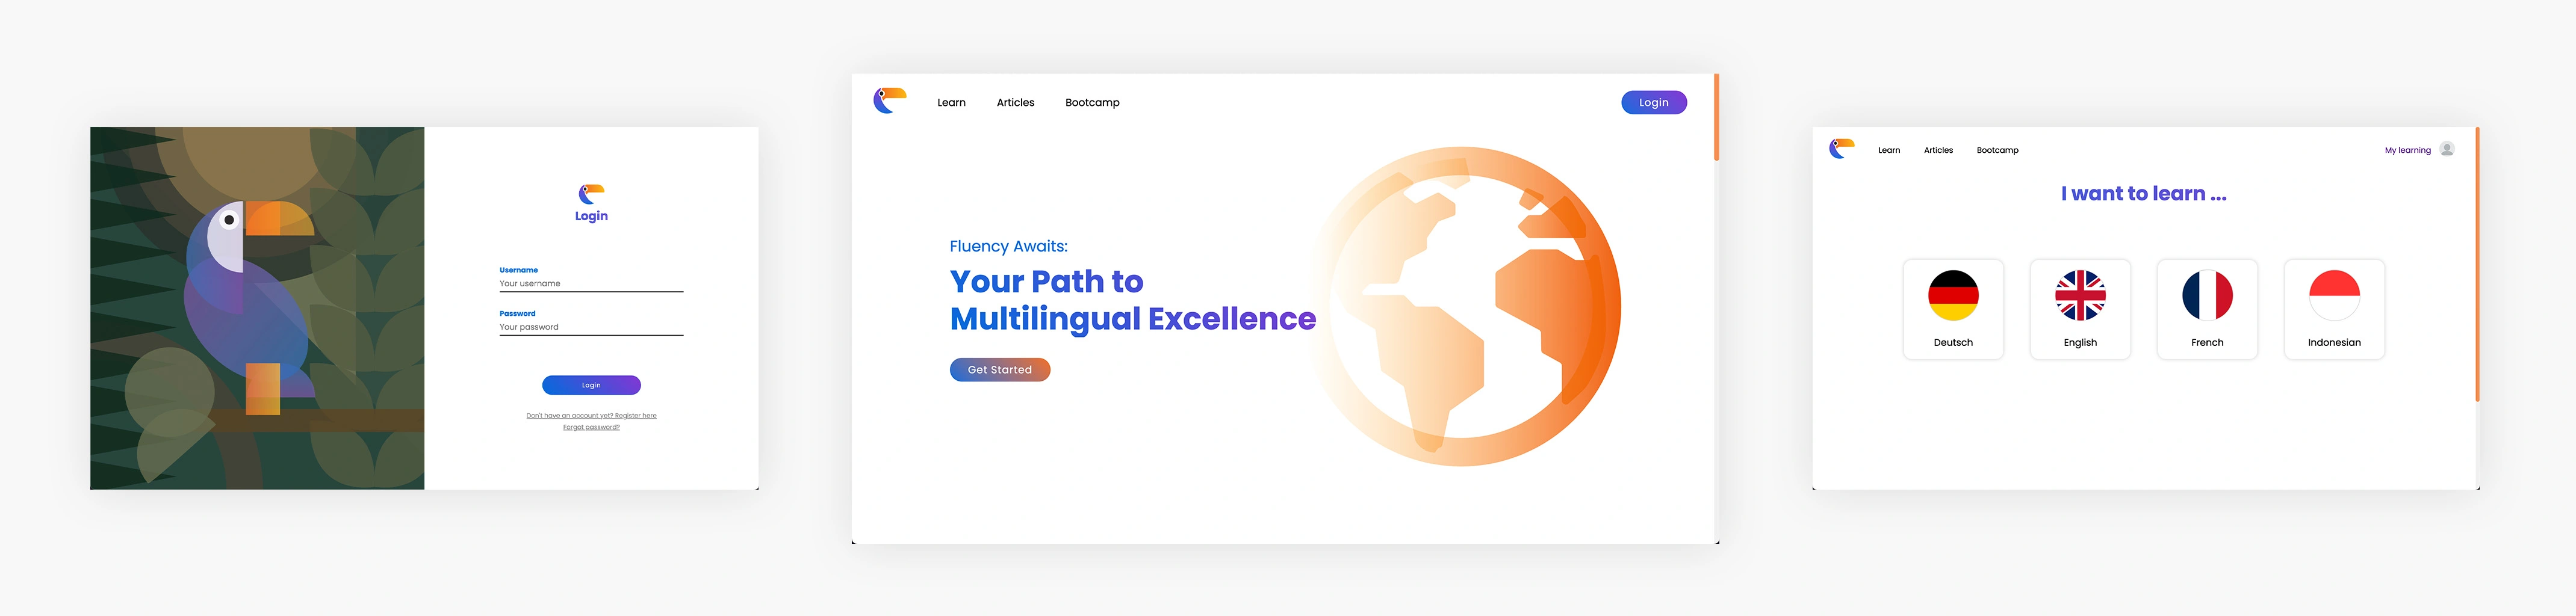 Login
Username
Your username
Password
Your password
Login
Don't have an account yet? Register here
Forgot password?
Learn Articles Bootcamp Login
Fluency Awaits:
Your Path to
Multilingual Excellence
Get Started
Learn Articles Bootcamp My learning
I want to learn ...
Deutsch English French Indonesian